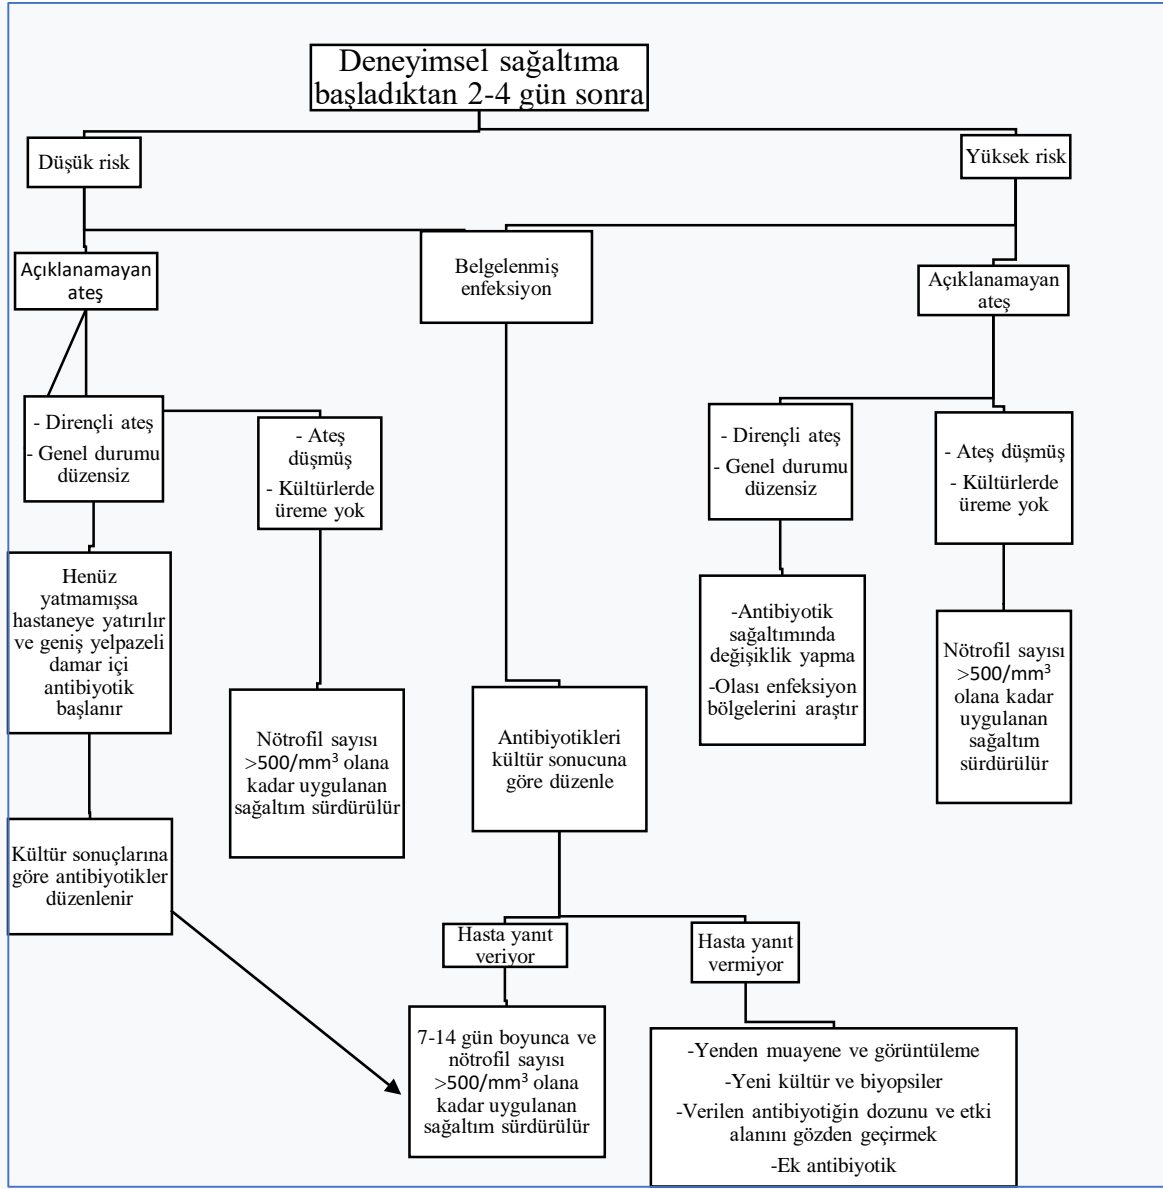 Deneyimsel sağaltıma
başladıktan 2-4 gün sonra
Düşük risk
Yüksek risk
Açıklanamayan
ateş
Belgelenmiş
enfeksiyon
Açıklanamayan
ateş
- Dirençli ateş
- Genel durumu
düzensiz
- Ateş
düşmüş
- Kültürlerde
üreme yok
- Dirençli ateş
- Genel durumu
düzensiz
- Ateş düşmüş
- Kültürlerde
üreme yok
Henüz
yatmamışsa
hastaneye yatırılır
ve geniş yelpazeli
damar içi
antibiyotik
başlanır
Nötrofil sayısı
>500/mm³ olana
kadar uygulanan
sağaltım sürdürülür
Antibiyotikleri
kültür sonucuna
göre düzenle
-Antibiyotik
sağaltımında
değişiklik yapma
-Olası enfeksiyon
bölgelerini araştır
Nötrofil sayısı
>500/mm³
olana kadar
uygulanan
sağaltım
sürdürülür
Kültür sonuçlarına
göre antibiyotikler
düzenlenir
Hasta yanıt
veriyor
Hasta yanıt
vermiyor
7-14 gün boyunca ve
nötrofil sayısı
>500/mm³ olana
kadar uygulanan
sağaltım sürdürülür
-Yenden muayene ve görüntüleme
-Yeni kültür ve biyopsiler
-Verilen antibiyotiğin dozunu ve etki
alanını gözden geçirmek
-Ek antibiyotik